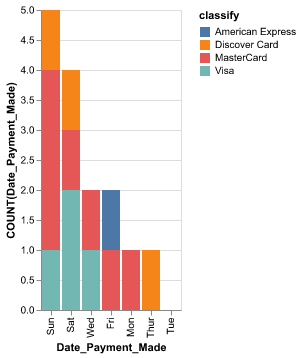 classify
American Express
Discover Card
MasterCard
Visa
COUNT(Date_Payment_Made)
5.0
4.5
4.0
3.5
3.0
2.5
2.0
1.5
1.0
0.5
0.0
Sun
Sat
Wed
Fri
Mon
Thur
Tue
Date_Payment_Made